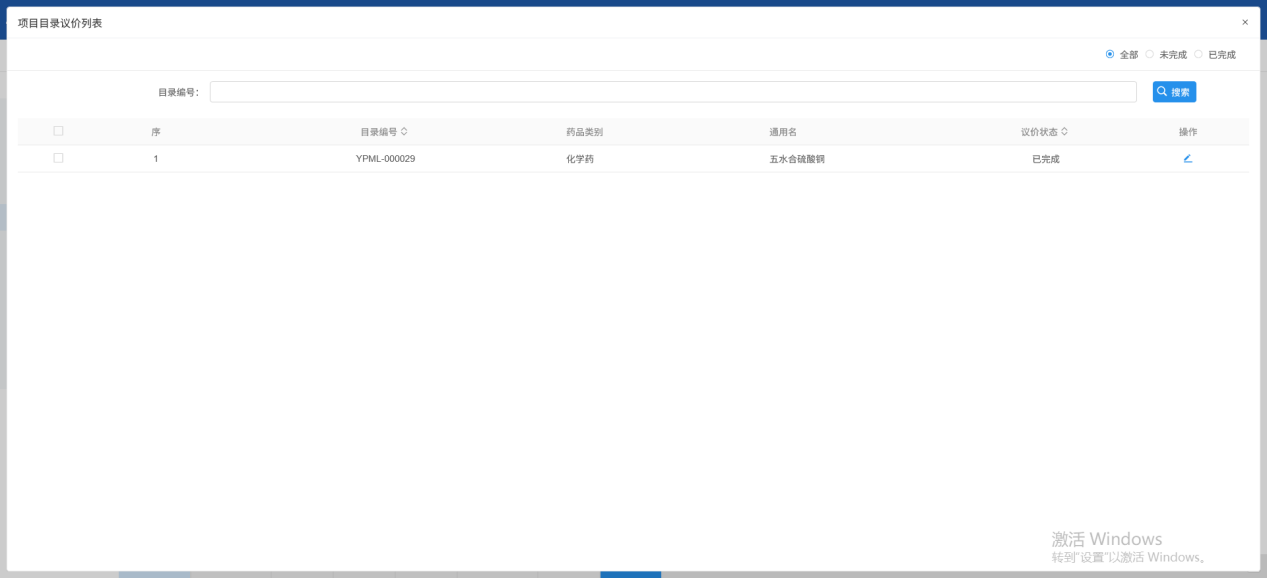 项目目录议价列表 ×
全部 未完成 已完成
目录编号: 搜索
序 目录编号 药品类别 通用名 议价状态 操作
1 YPML-000029 化学药 五水合硫酸铜 已完成
激活 Windows
转到"设置"以激活 Windows。